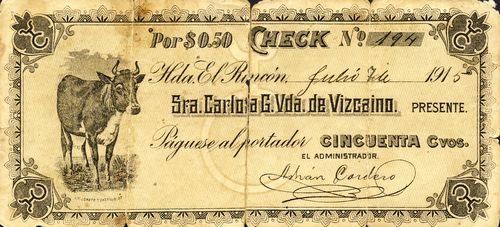 Por $0.50 CHECK No. 194
Hda. El Rincón, Julio 7 de 1915
Sra. Carlota G. Vda. de Vizcaino. PRESENTE.
Páguese al portador CINCUENTA Cvos.
EL ADMINISTRADOR.
Adrián Cordero